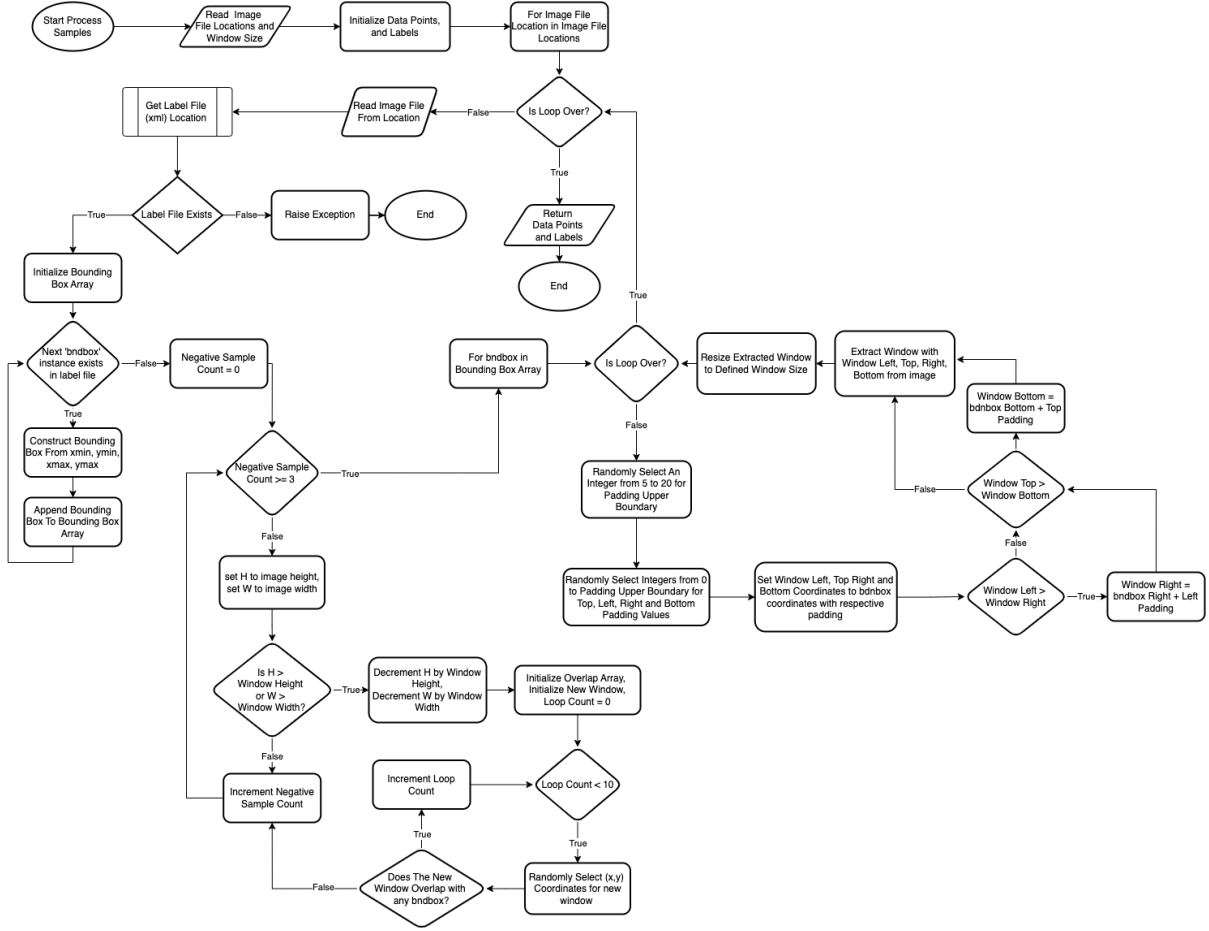 Start Process
Samples
Read Image
File Locations and
Window Size
Initialize Data Points,
and Labels
For Image File
Location in Image File
Locations
Is Loop Over?
False
Read Image File
From Location
Get Label File
(xml) Location
True
Return
Data Points
and Labels
End
Label File Exists
True
False
Raise Exception
End
Initialize Bounding
Box Array
Next 'bndbox'
instance exists
in label file
True
Construct Bounding
Box From xmin, ymin,
xmax, ymax
Append Bounding
Box To Bounding Box
Array
False
Negative Sample
Count = 0
Negative Sample
Count >= 3
True
For bndbox in
Bounding Box Array
Is Loop Over?
True
False
Randomly Select An
Integer from 5 to 20 for
Padding Upper
Boundary
Randomly Select Integers from 0
to Padding Upper Boundary for
Top, Left, Right and Bottom
Padding Values
Set Window Left, Top Right and
Bottom Coordinates to bdnbox
coordinates with respective
padding
Window Left >
Window Right
True
Window Right =
bndbox Right + Left
Padding
False
Window Top >
Window Bottom
False
Window Bottom =
bdnbox Bottom + Top
Padding
Extract Window with
Window Left, Top, Right,
Bottom from image
Resize Extracted Window
to Defined Window Size
False
set H to image height,
set W to image width
Is H >
Window Height
or W >
Window Width?
True
Decrement H by Window
Height,
Decrement W by Window
Width
Initialize Overlap Array,
Initialize New Window,
Loop Count = 0
Loop Count < 10
True
Randomly Select (x,y)
Coordinates for new
window
Does The New
Window Overlap with
any bndbox?
True
Increment Loop
Count
False
False
Increment Negative
Sample Count